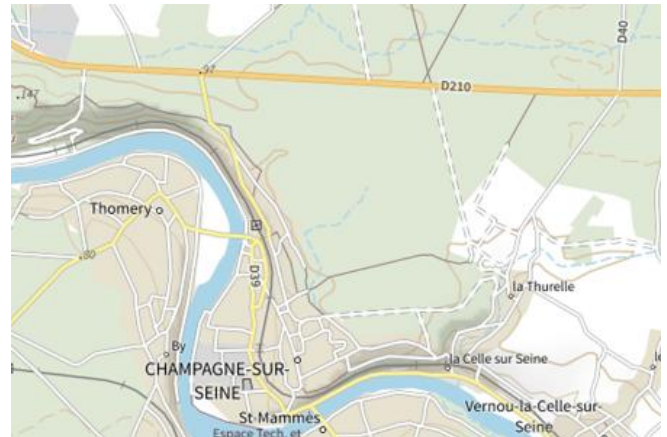 D40
97
D210
147
Thomery
80
D39
la Thurelle
By
la Celle sur Seine
CHAMPAGNE-SUR-
SEINE
Vernou-la-Celle-sur-
Seine
St-Mammès
Espace Tech. et